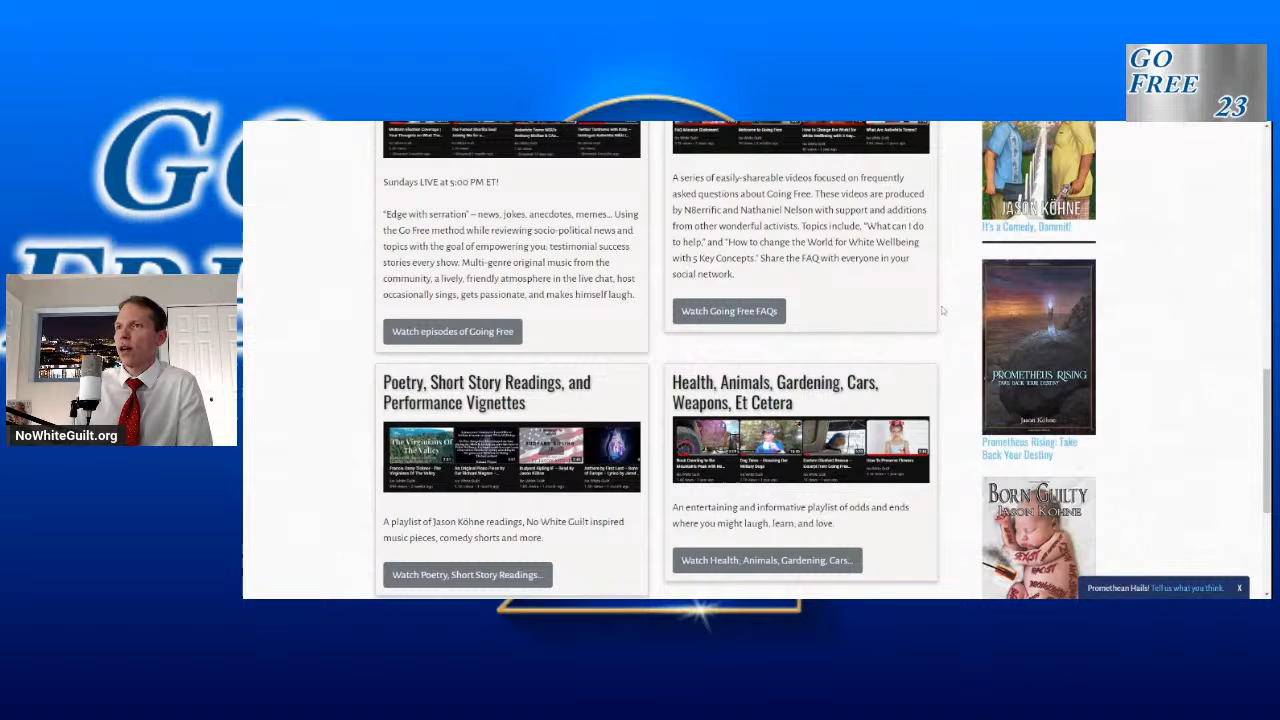 GO
FREE
23
GO
Sundays LIVE at 5:00 PM ET!
"Edge with serration" – news, jokes, anecdotes, memes… Using
the Go Free method while reviewing socio-political news and
topics with the goal of empowering you; testimonial success
stories every show. Multi-genre original music from the
community, a lively, friendly atmosphere in the live chat, host
occasionally sings, gets passionate, and makes himself laugh.
Watch episodes of Going Free
A series of easily-shareable videos focused on frequently
asked questions about Going Free. These videos are produced
by N8errific and Nathaniel Nelson with support and additions
from other wonderful activists. Topics include, "What can I do
to help," and "How to change the World for White Wellbeing
with 5 Key Concepts." Share the FAQ with everyone in your
social network.
Watch Going Free FAQs
JASON KÖHNE
It's a Comedy, Dammit!
PROMETHEUS RISING
TAKE BACK YOUR DESTINY
Jason Köhne
Prometheus Rising: Take
Back Your Destiny
BORN GUILTY
JASON KÖHNE
Poetry, Short Story Readings, and
Performance Vignettes
The Virginians Of
The Valley
A playlist of Jason Köhne readings, No White Guilt inspired
music pieces, comedy shorts and more.
Watch Poetry, Short Story Readings…
Health, Animals, Gardening, Cars,
Weapons, Et Cetera
An entertaining and informative playlist of odds and ends
where you might laugh, learn, and love.
Watch Health, Animals, Gardening, Cars…
Promethean Hails! Tell us what you think.
X
NoWhiteGuilt.org